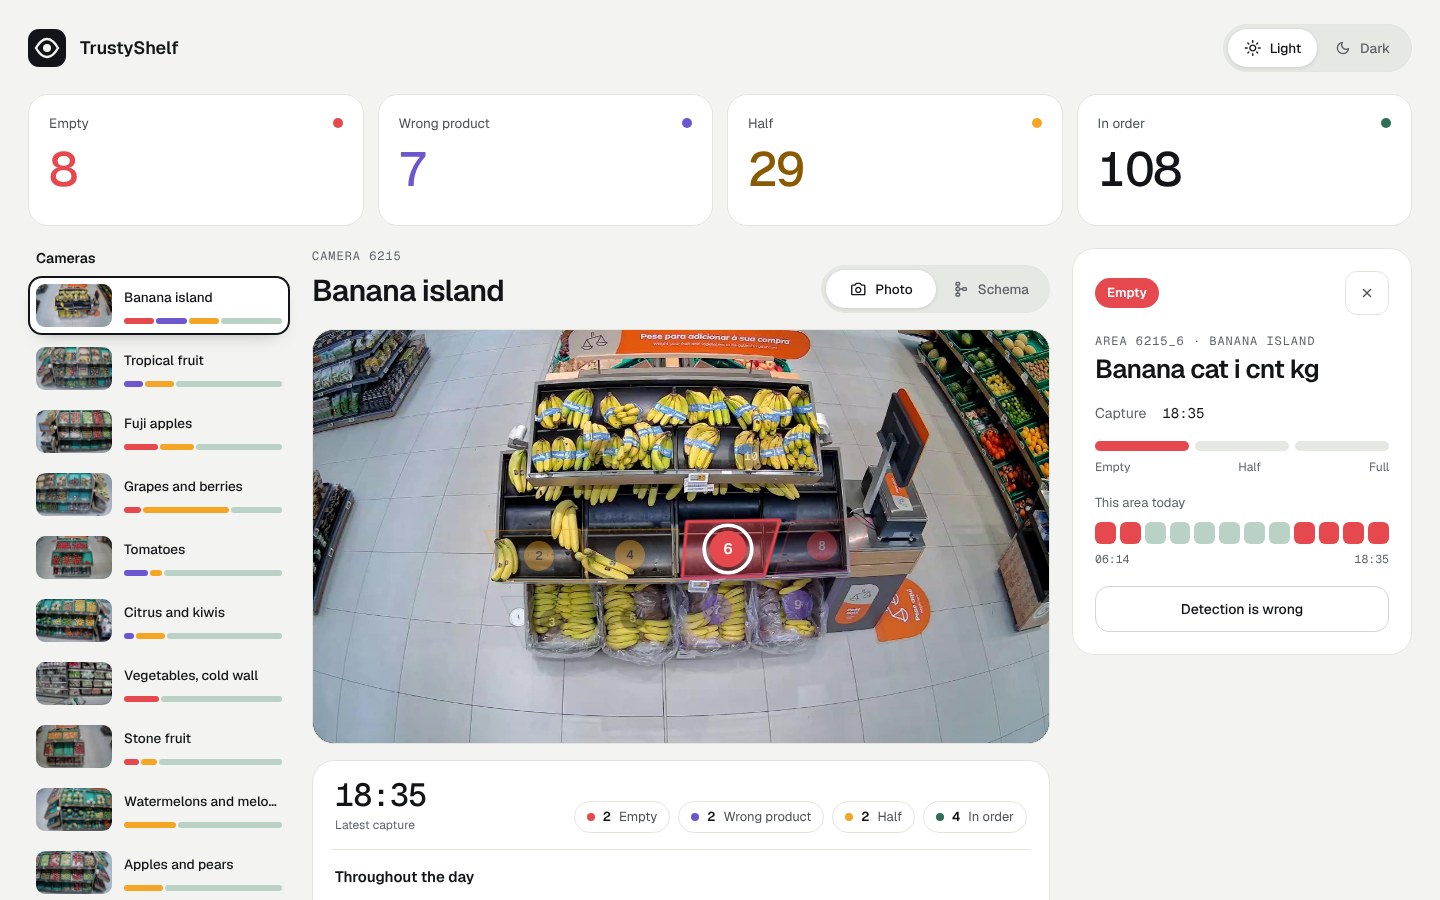 TrustyShelf
Light
Dark
Empty
8
Wrong product
7
Half
29
In order
108
Cameras
Banana island
Tropical fruit
Fuji apples
Grapes and berries
Tomatoes
Citrus and kiwis
Vegetables, cold wall
Stone fruit
Watermelons and melo...
Apples and pears
CAMERA 6215
Banana island
Photo
Schema
Pese para adicionar à sua compra
2
4
6
8
7
9
18:35
Latest capture
2 Empty
2 Wrong product
2 Half
4 In order
Throughout the day
Empty
AREA 6215_6 · BANANA ISLAND
Banana cat i cnt kg
Capture 18:35
Empty
Half
Full
This area today
06:14
18:35
Detection is wrong